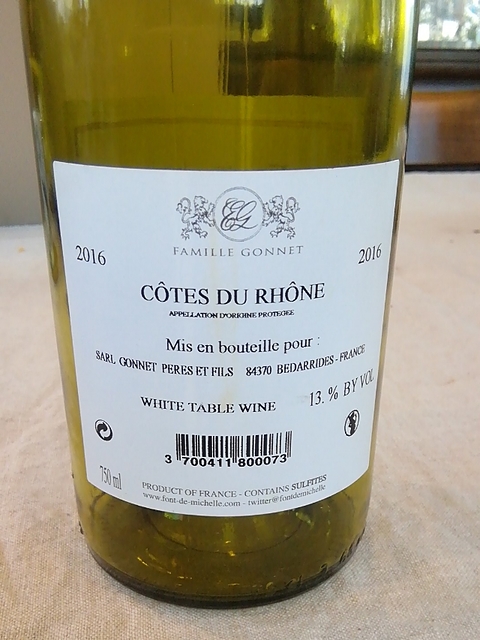 EG
FAMILLE GONNET
2016 2016
CÔTES DU RHÔNE
APPELLATION D'ORIGINE PROTEGEE
Mis en bouteille pour :
SARL GONNET PERES ET FILS 84370 BEDARRIDES - FRANCE
WHITE TABLE WINE 13. % BY VOL
3 700411 800073
750 ml
PRODUCT OF FRANCE - CONTAINS SULFITES
www.font-de-michelle.com - twitter@fontdemichelle